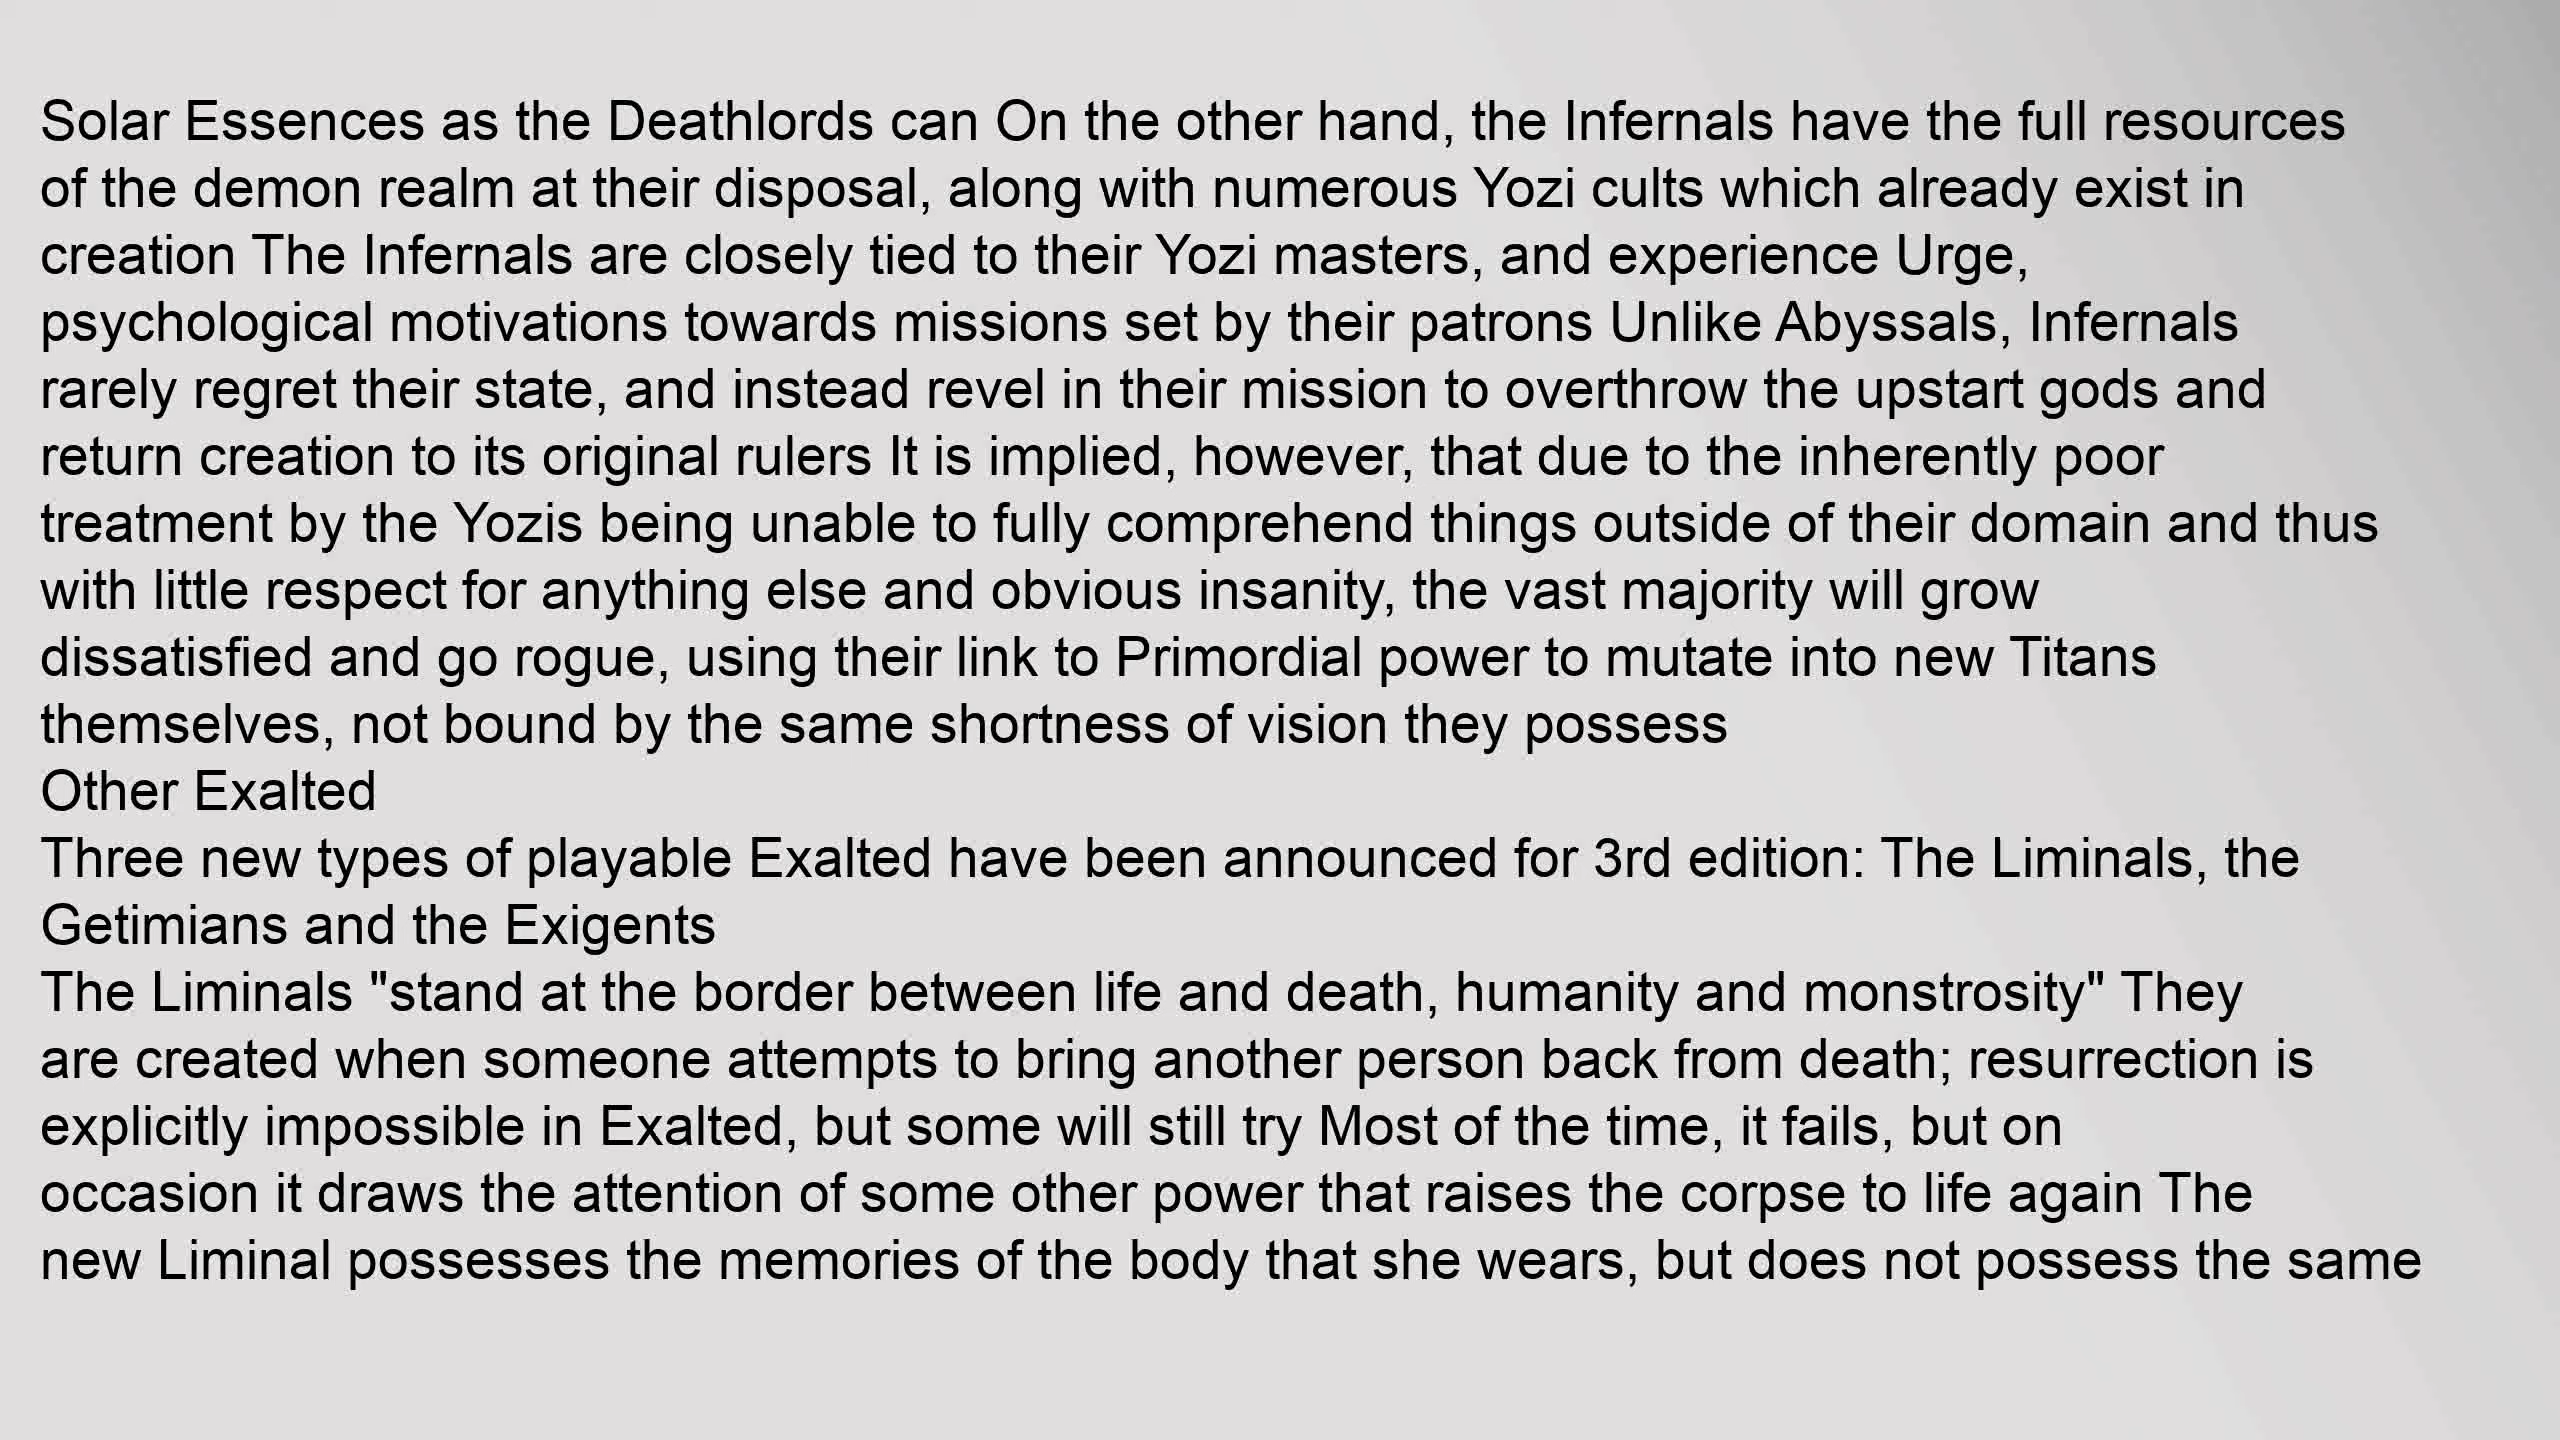 Solar Essences as the Deathlords can On the other hand, the Infernals have the full resources
of the demon realm at their disposal, along with numerous Yozi cults which already exist in
creation The Infernals are closely tied to their Yozi masters, and experience Urge,
psychological motivations towards missions set by their patrons Unlike Abyssals, Infernals
rarely regret their state, and instead revel in their mission to overthrow the upstart gods and
return creation to its original rulers It is implied, however, that due to the inherently poor
treatment by the Yozis being unable to fully comprehend things outside of their domain and thus
with little respect for anything else and obvious insanity, the vast majority will grow
dissatisfied and go rogue, using their link to Primordial power to mutate into new Titans
themselves, not bound by the same shortness of vision they possess
Other Exalted
Three new types of playable Exalted have been announced for 3rd edition: The Liminals, the
Getimians and the Exigents
The Liminals "stand at the border between life and death, humanity and monstrosity" They
are created when someone attempts to bring another person back from death; resurrection is
explicitly impossible in Exalted, but some will still try Most of the time, it fails, but on
occasion it draws the attention of some other power that raises the corpse to life again The
new Liminal possesses the memories of the body that she wears, but does not possess the same